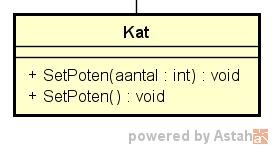 Kat
+ SetPoten(aantal : int) : void
+ SetPoten() : void
powered by Astah